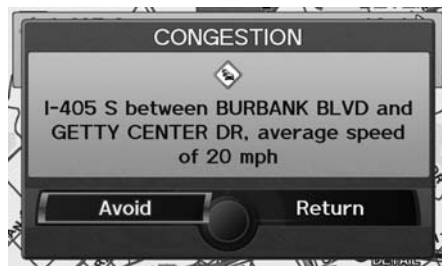 CONGESTION
I-405 S between BURBANK BLVD and
GETTY CENTER DR, average speed
of 20 mph
Avoid
Return